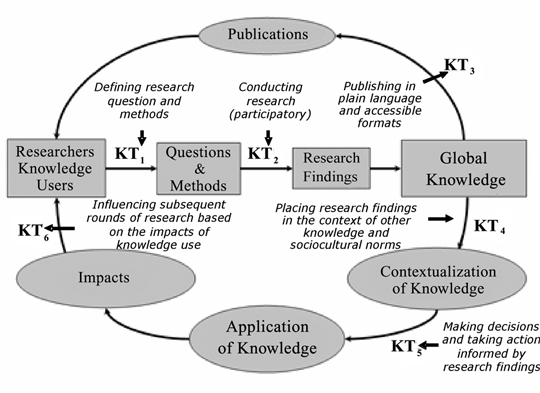 Publications
KT3
Defining research
question and
methods
Conducting
research
(participatory)
Publishing in
plain language
and accessible
formats
Researchers
Knowledge
Users
KT1
Questions
&
Methods
KT2
Research
Findings
Global
Knowledge
Influencing subsequent
rounds of research based
on the impacts of
knowledge use
KT6
Placing research findings
in the context of other
knowledge and
sociocultural norms
KT4
Impacts
Contextualization
of Knowledge
Application
of Knowledge
KT5
Making decisions
and taking action
informed by
research findings